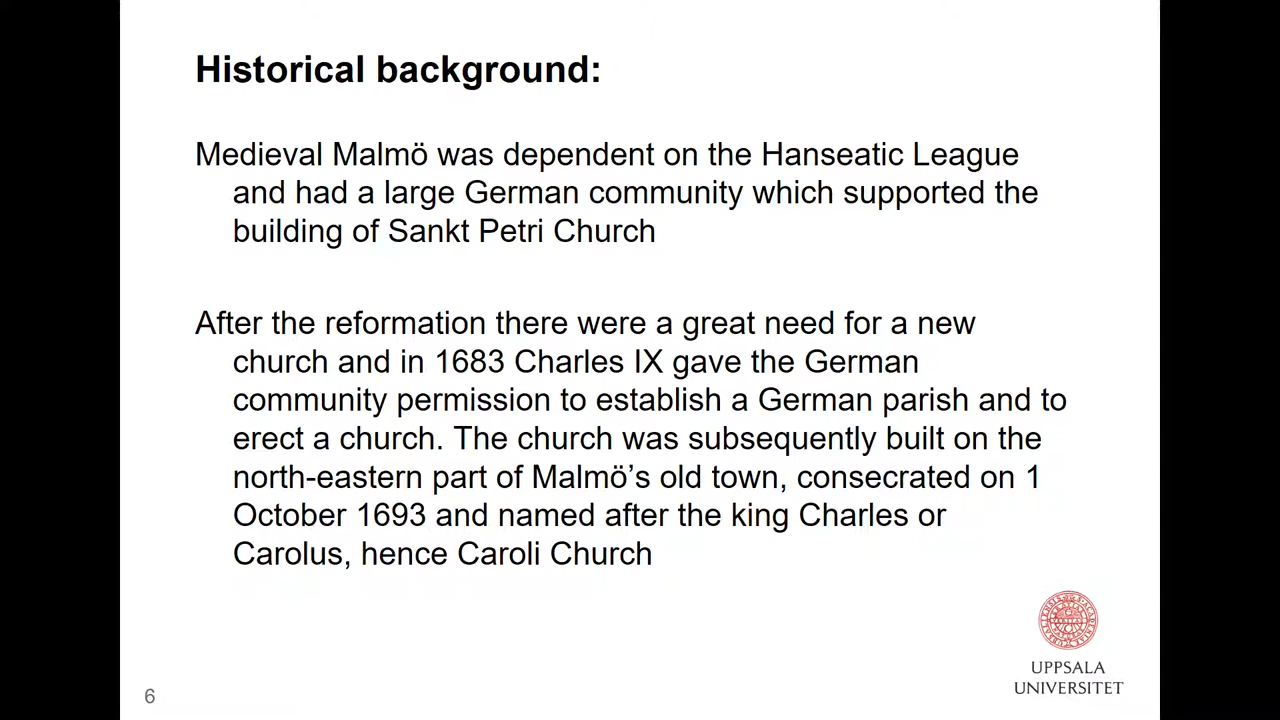 Historical background:
Medieval Malmö was dependent on the Hanseatic League
and had a large German community which supported the
building of Sankt Petri Church
After the reformation there were a great need for a new
church and in 1683 Charles IX gave the German
community permission to establish a German parish and to
erect a church. The church was subsequently built on the
north-eastern part of Malmö’s old town, consecrated on 1
October 1693 and named after the king Charles or
Carolus, hence Caroli Church
UPPSALA
UNIVERSITET
6